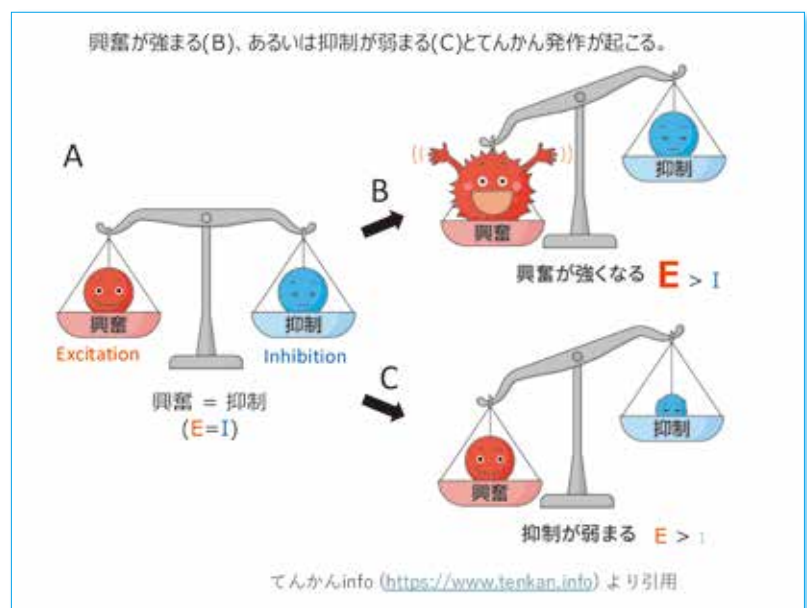 興奮が強まる(B)、あるいは抑制が弱まる(C)とてんかん発作が起こる。
A
興奮
抑制
Excitation
Inhibition
興奮 = 抑制
(E=I)
B
興奮
抑制
興奮が強くなる E > I
C
興奮
抑制
抑制が弱まる E > I
てんかんinfo (https://www.tenkan.info) より引用